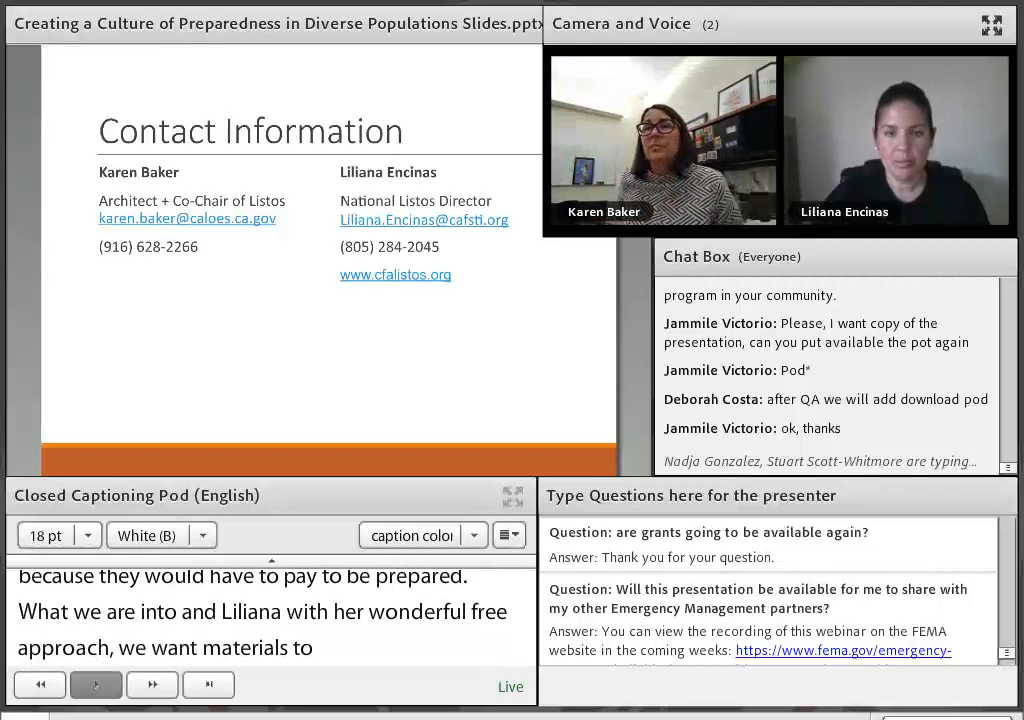 Creating a Culture of Preparedness in Diverse Populations Slides.pptx
Contact Information
Karen Baker
Architect + Co-Chair of Listos
karen.baker@caloes.ca.gov
(916) 628-2266
Liliana Encinas
National Listos Director
Liliana.Encinas@cafsti.org
(805) 284-2045
www.cfalistos.org
Camera and Voice (2)
Karen Baker
Liliana Encinas
Chat Box (Everyone)
program in your community.
Jammile Victorio: Please, I want copy of the
presentation, can you put available the pot again
Jammile Victorio: Pod*
Deborah Costa: after QA we will add download pod
Jammile Victorio: ok, thanks
Nadja Gonzalez, Stuart Scott-Whitmore are typing...
Closed Captioning Pod (English)
18 pt
White (B)
caption color
because they would have to pay to be prepared.
What we are into and Liliana with her wonderful free
approach, we want materials to
Live
Type Questions here for the presenter
Question: are grants going to be available again?
Answer: Thank you for your question.
Question: Will this presentation be available for me to share with
my other Emergency Management partners?
Answer: You can view the recording of this webinar on the FEMA
website in the coming weeks: https://www.fema.gov/emergency-